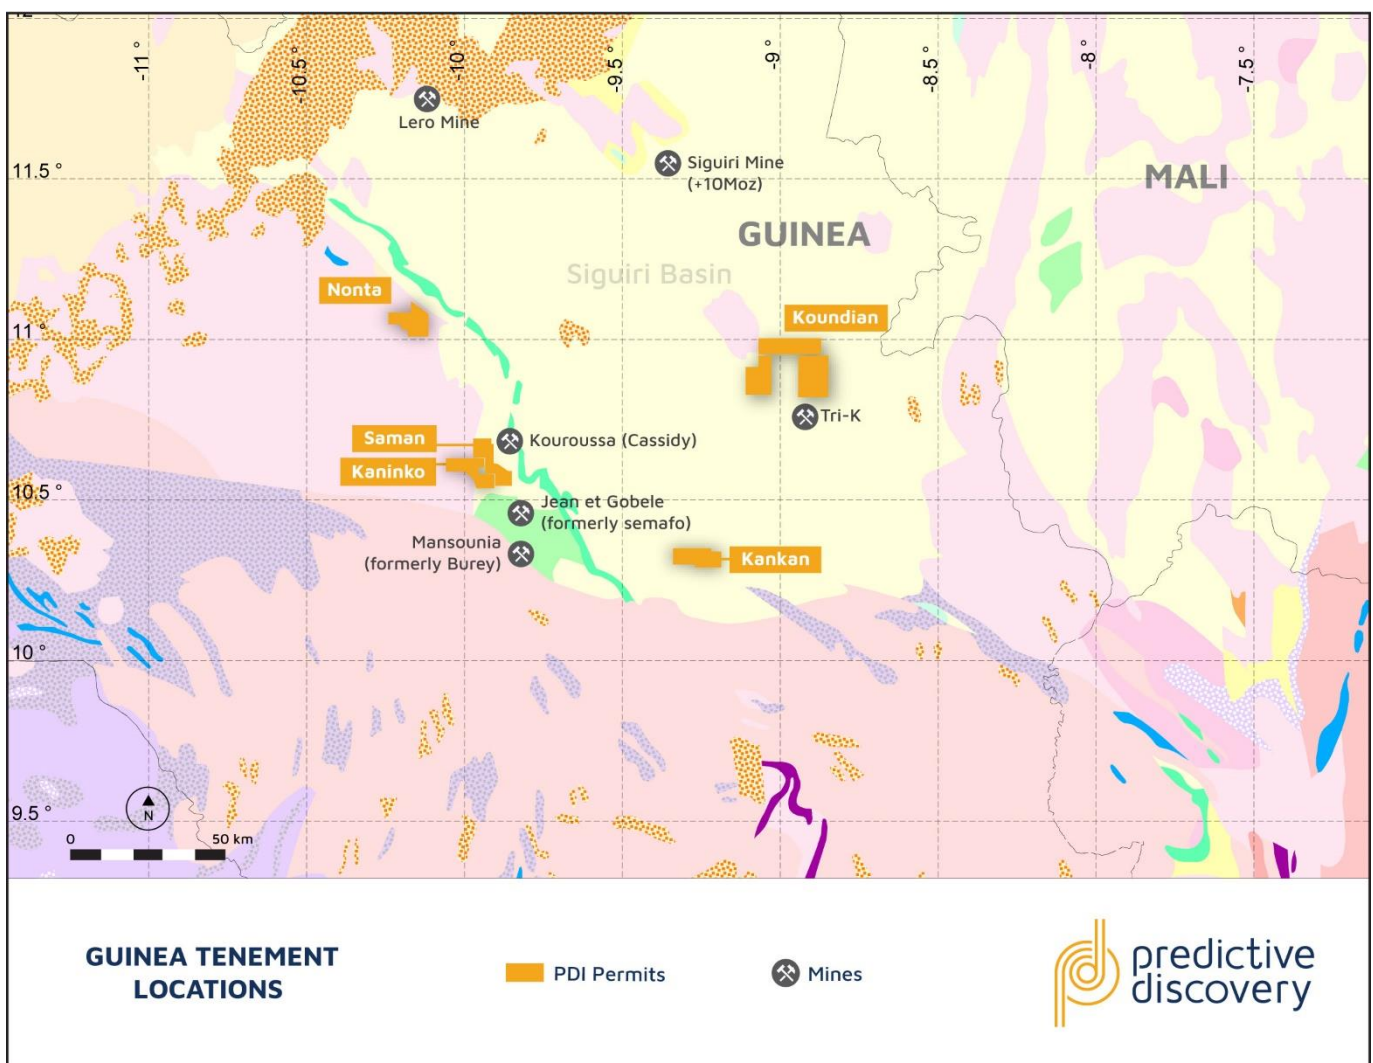 12 °
-11 °
-10.5 °
-10 °
-9.5 °
-9 °
-8.5 °
-8 °
-7.5 °
Lero Mine
11.5 °
Siguiri Mine
(+10Moz)
MALI
GUINEA
Siguiri Basin
Nonta
Koundian
11 °
Tri-K
Saman
Kouroussa (Cassidy)
Kaninko
10.5 °
Jean et Gobele
(formerly semafo)
Mansounia
(formerly Burey)
Kankan
10 °
N
9.5 °
0
50 km
GUINEA TENEMENT
LOCATIONS
PDI Permits
Mines
predictive
discovery